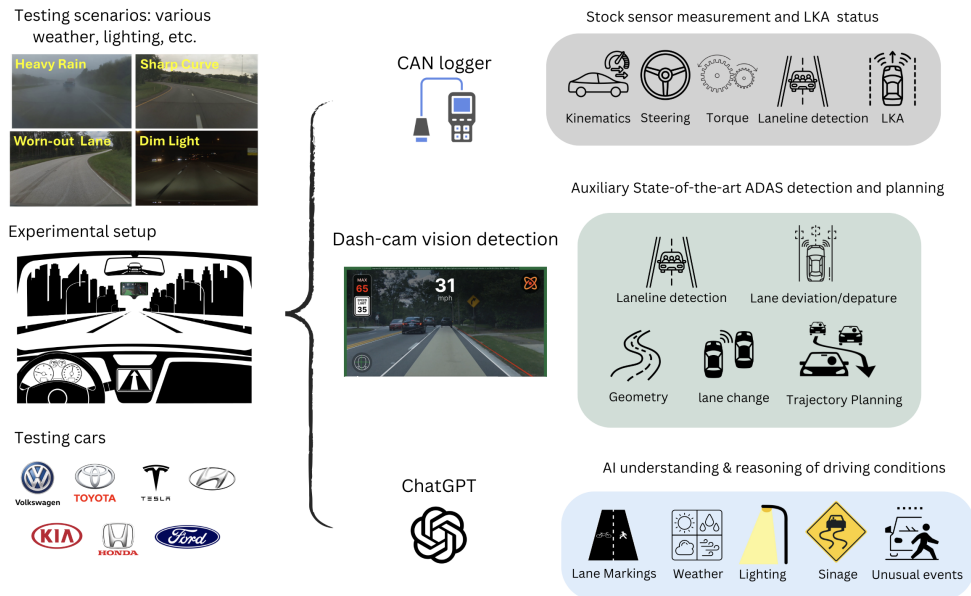 Testing scenarios: various
weather, lighting, etc.
Heavy Rain
Sharp Curve
Worn-out Lane
Dim Light
Experimental setup
Testing cars
Volkswagen
TOYOTA
TESLA
KIA
HONDA
Ford
CAN logger
Dash-cam vision detection
MAX
65
SPEED
LIMIT
35
31
mph
ChatGPT
Stock sensor measurement and LKA status
Kinematics
Steering
Torque
Laneline detection
LKA
Auxiliary State-of-the-art ADAS detection and planning
Laneline detection
Lane deviation/depature
Geometry
lane change
Trajectory Planning
AI understanding & reasoning of driving conditions
Lane Markings
Weather
Lighting
Sinage
Unusual events